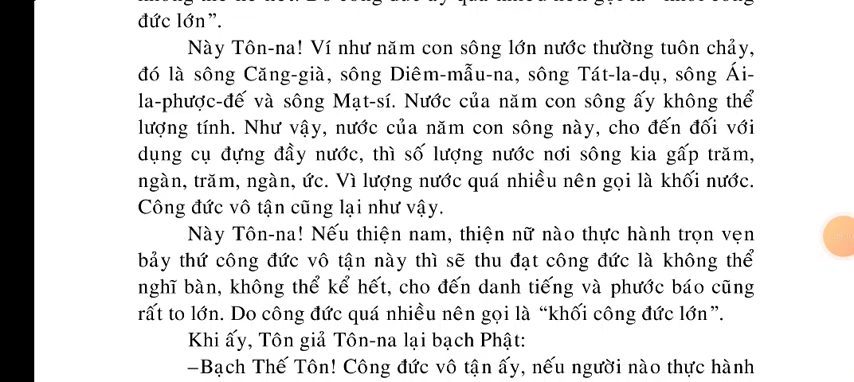 đức lớn”.
Này Tôn-na! Ví như năm con sông lớn nước thường tuôn chảy,
đó là sông Căng-già, sông Diêm-mẫu-na, sông Tát-la-dụ, sông Ái-
la-phược-đế và sông Mạt-sí. Nước của năm con sông ấy không thể
lượng tính. Như vậy, nước của năm con sông này, cho đến đối với
dụng cụ đựng đầy nước, thì số lượng nước nơi sông kia gấp trăm,
ngàn, trăm, ngàn, ức. Vì lượng nước quá nhiều nên gọi là khối nước.
Công đức vô tận cũng lại như vậy.
Này Tôn-na! Nếu thiện nam, thiện nữ nào thực hành trọn vẹn
bảy thứ công đức vô tận này thì sẽ thu đạt công đức là không thể
nghĩ bàn, không thể kể hết, cho đến danh tiếng và phước báo cũng
rất to lớn. Do công đức quá nhiều nên gọi là “khối công đức lớn”.
Khi ấy, Tôn giả Tôn-na lại bạch Phật:
–Bạch Thế Tôn! Công đức vô tận ấy, nếu người nào thực hành